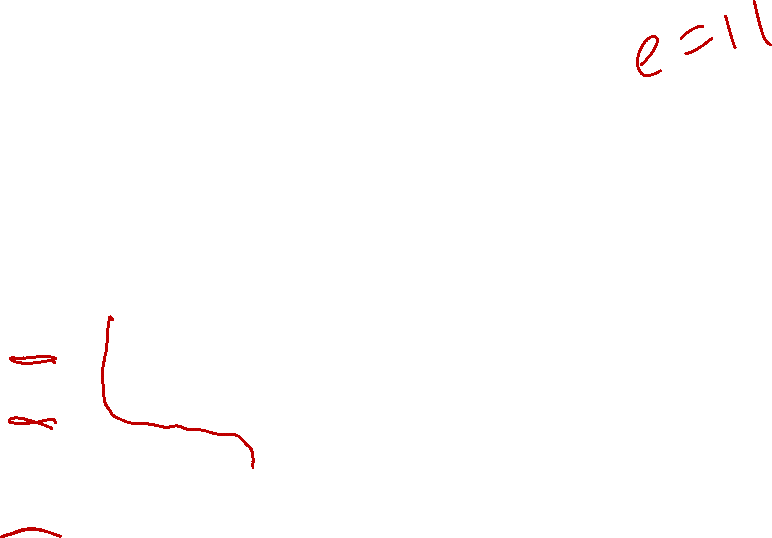 e = 11